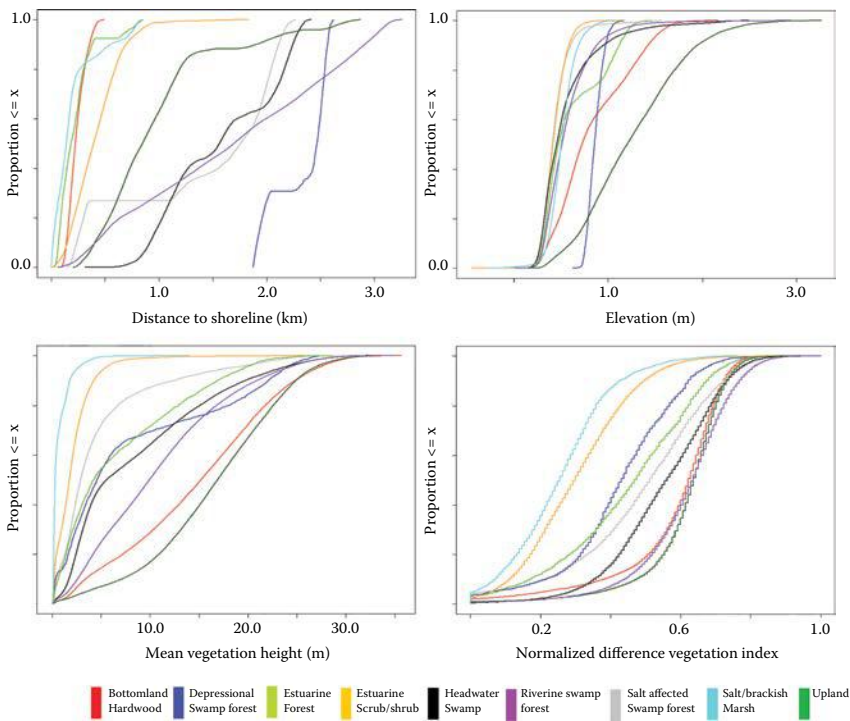 Proportion <= x
1.0
0.0
1.0
2.0
3.0
Distance to shoreline (km)
Proportion <= x
1.0
0.0
1.0
3.0
Elevation (m)
Proportion <= x
10.0
20.0
30.0
Mean vegetation height (m)
Proportion <= x
0.2
0.6
1.0
Normalized difference vegetation index
Bottomland
Hardwood
Depressional
Swamp forest
Estuarine
Forest
Estuarine
Scrub/shrub
Headwater
Swamp
Riverine swamp
forest
Salt affected
Swamp forest
Salt/brackish
Marsh
Upland